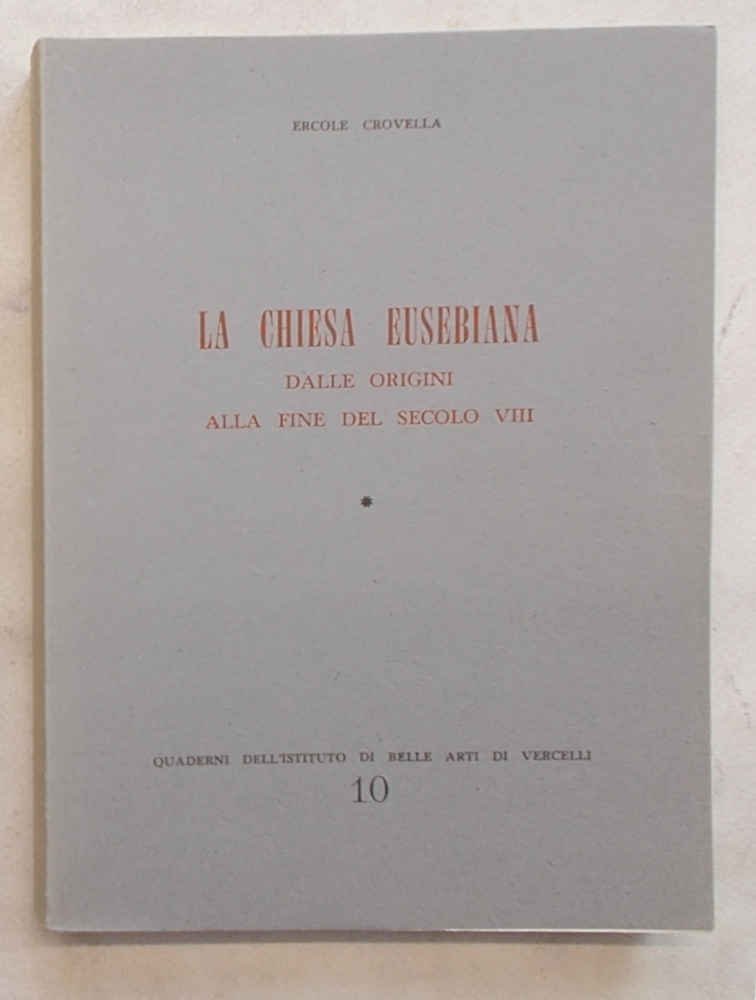 ERCOLE CROVELLA
LA CHIESA EUSEBIANA
DALLE ORIGINI
ALLA FINE DEL SECOLO VIII
*
QUADERNI DELL'ISTITUTO DI BELLE ARTI DI VERCELLI
10